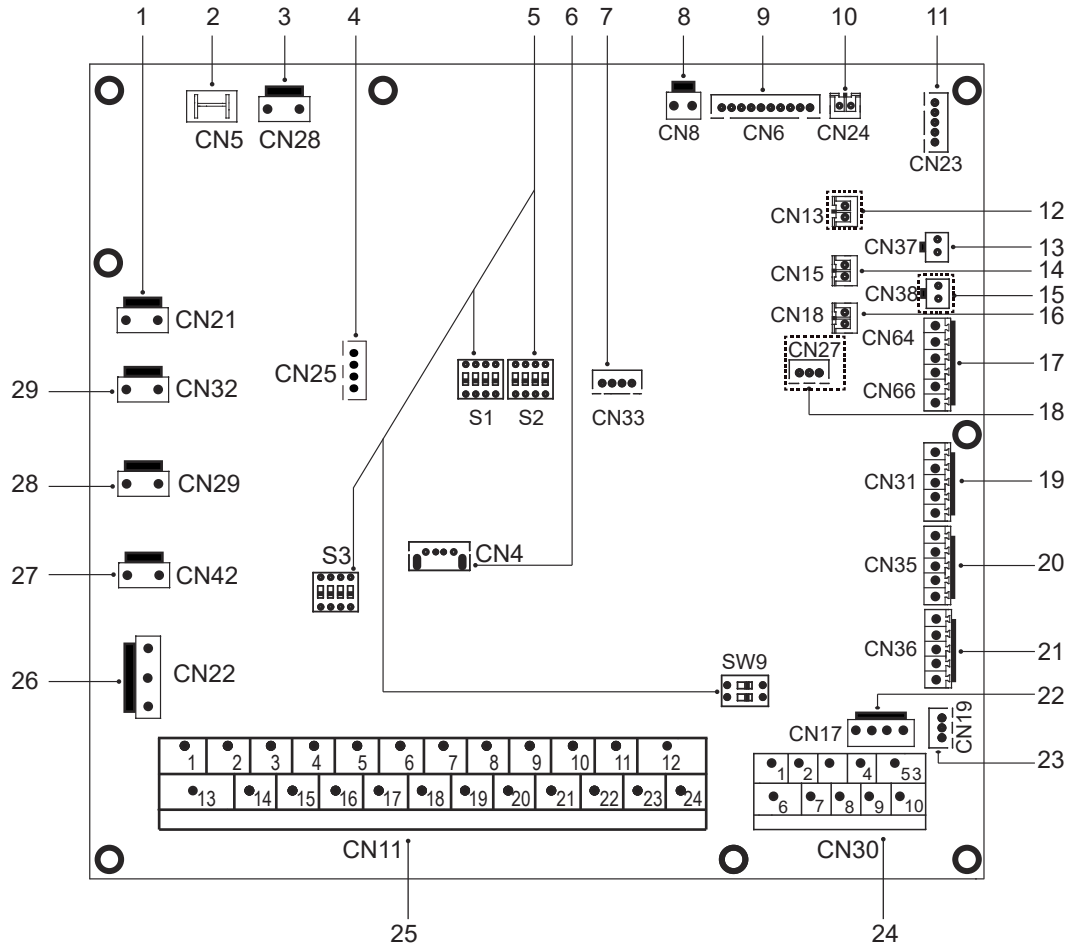 1 2 3 4 5 6 7 8 9 10 11
CN5 CN28 CN8 CN6 CN24 CN23
CN13 12
CN37 13
CN15 14
CN38 15
CN18 16
CN21 CN64
CN27
CN25 17
29 CN32 CN66
S1 S2 CN33 18
28 CN29 CN31 19
S3 CN4
27 CN42 CN35 20
CN36 21
26 CN22 SW9
22
CN17 CN19
23
1 2 3 4 5 6 7 8 9 10 11 12
1 2 4 53
13 14 15 16 17 18 19 20 21 22 23 24
6 7 8 9 10
CN11 CN30
25 24